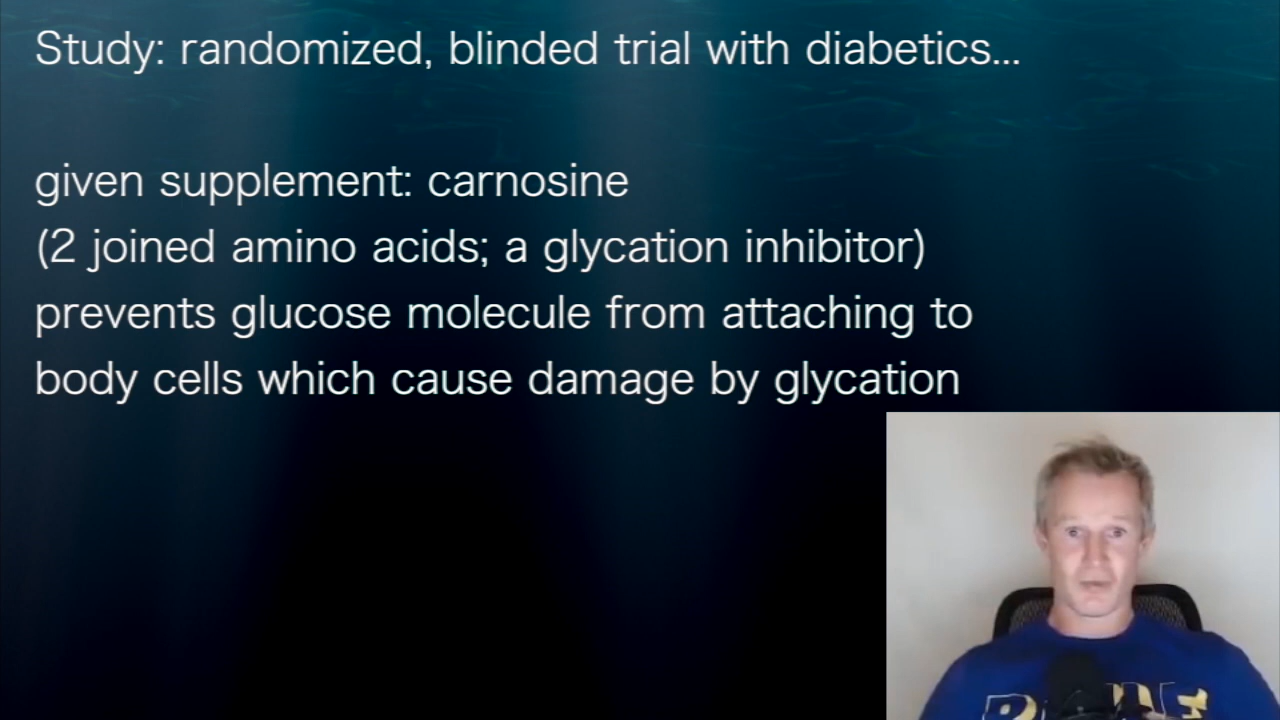 Study: randomized, blinded trial with diabetics...
given supplement: carnosine
(2 joined amino acids; a glycation inhibitor)
prevents glucose molecule from attaching to
body cells which cause damage by glycation